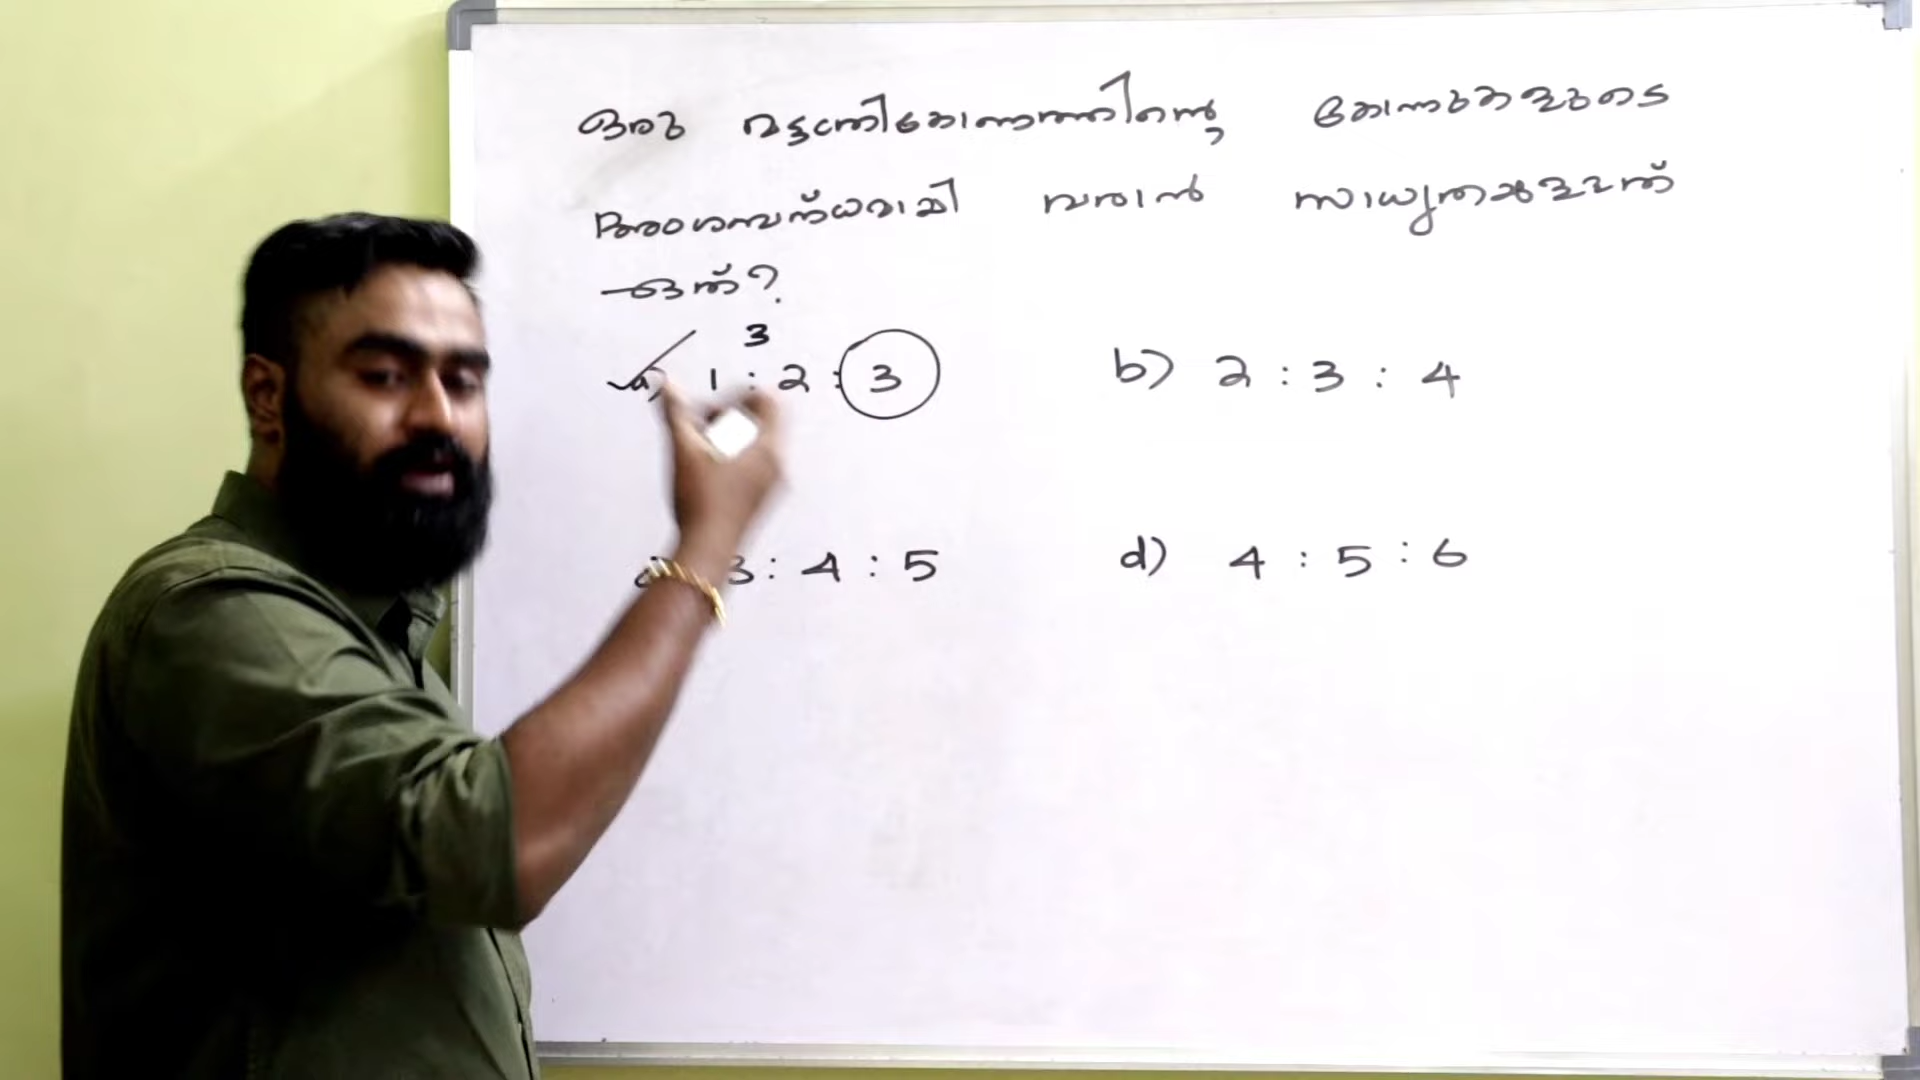 ഒരു മട്ടത്രികോണത്തിന്റെ കോണുകളുടെ
അംശബന്ധമായി വരാൻ സാധ്യതയുള്ളത്
ഏത്?
3
a) 1 : 2 : 3 b) 2 : 3 : 4
3 : 4 : 5 d) 4 : 5 : 6